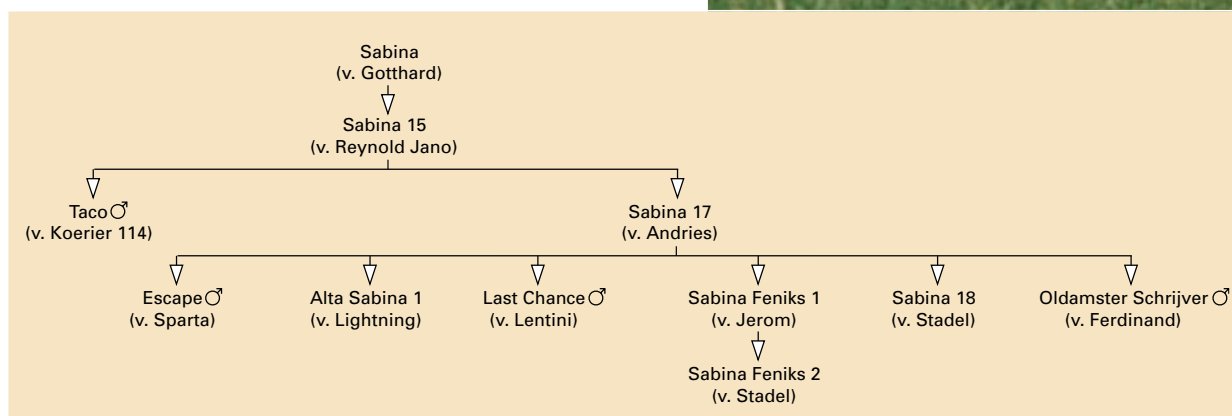 Sabina
(v. Gotthard)
Sabina 15
(v. Reynold Jano)
Taco♂
(v. Koerier 114)
Sabina 17
(v. Andries)
Escape♂
(v. Sparta)
Alta Sabina 1
(v. Lightning)
Last Chance♂
(v. Lentini)
Sabina Feniks 1
(v. Jerom)
Sabina 18
(v. Stadel)
Oldamster Schrijver♂
(v. Ferdinand)
Sabina Feniks 2
(v. Stadel)